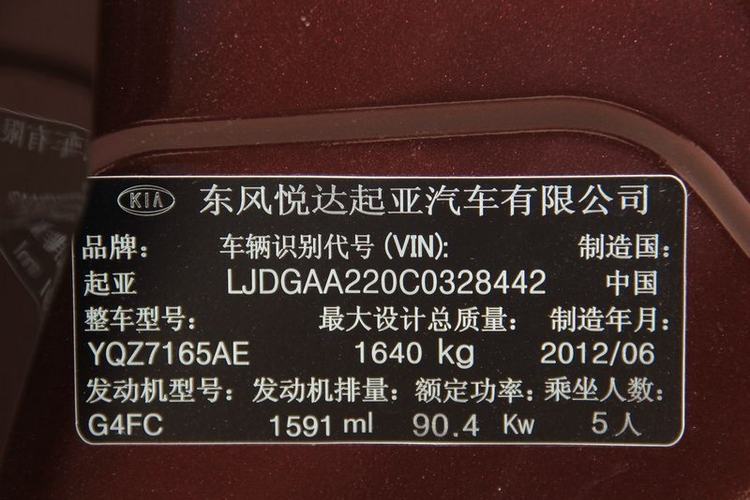 KIA 东风悦达起亚汽车有限公司
品牌： 车辆识别代号(VIN): 制造国：
起亚 LJDGAA220C0328442 中国
整车型号： 最大设计总质量： 制造年月：
YQZ7165AE 1640 kg 2012/06
发动机型号： 发动机排量： 额定功率： 乘坐人数：
G4FC 1591 ml 90.4 Kw 5人